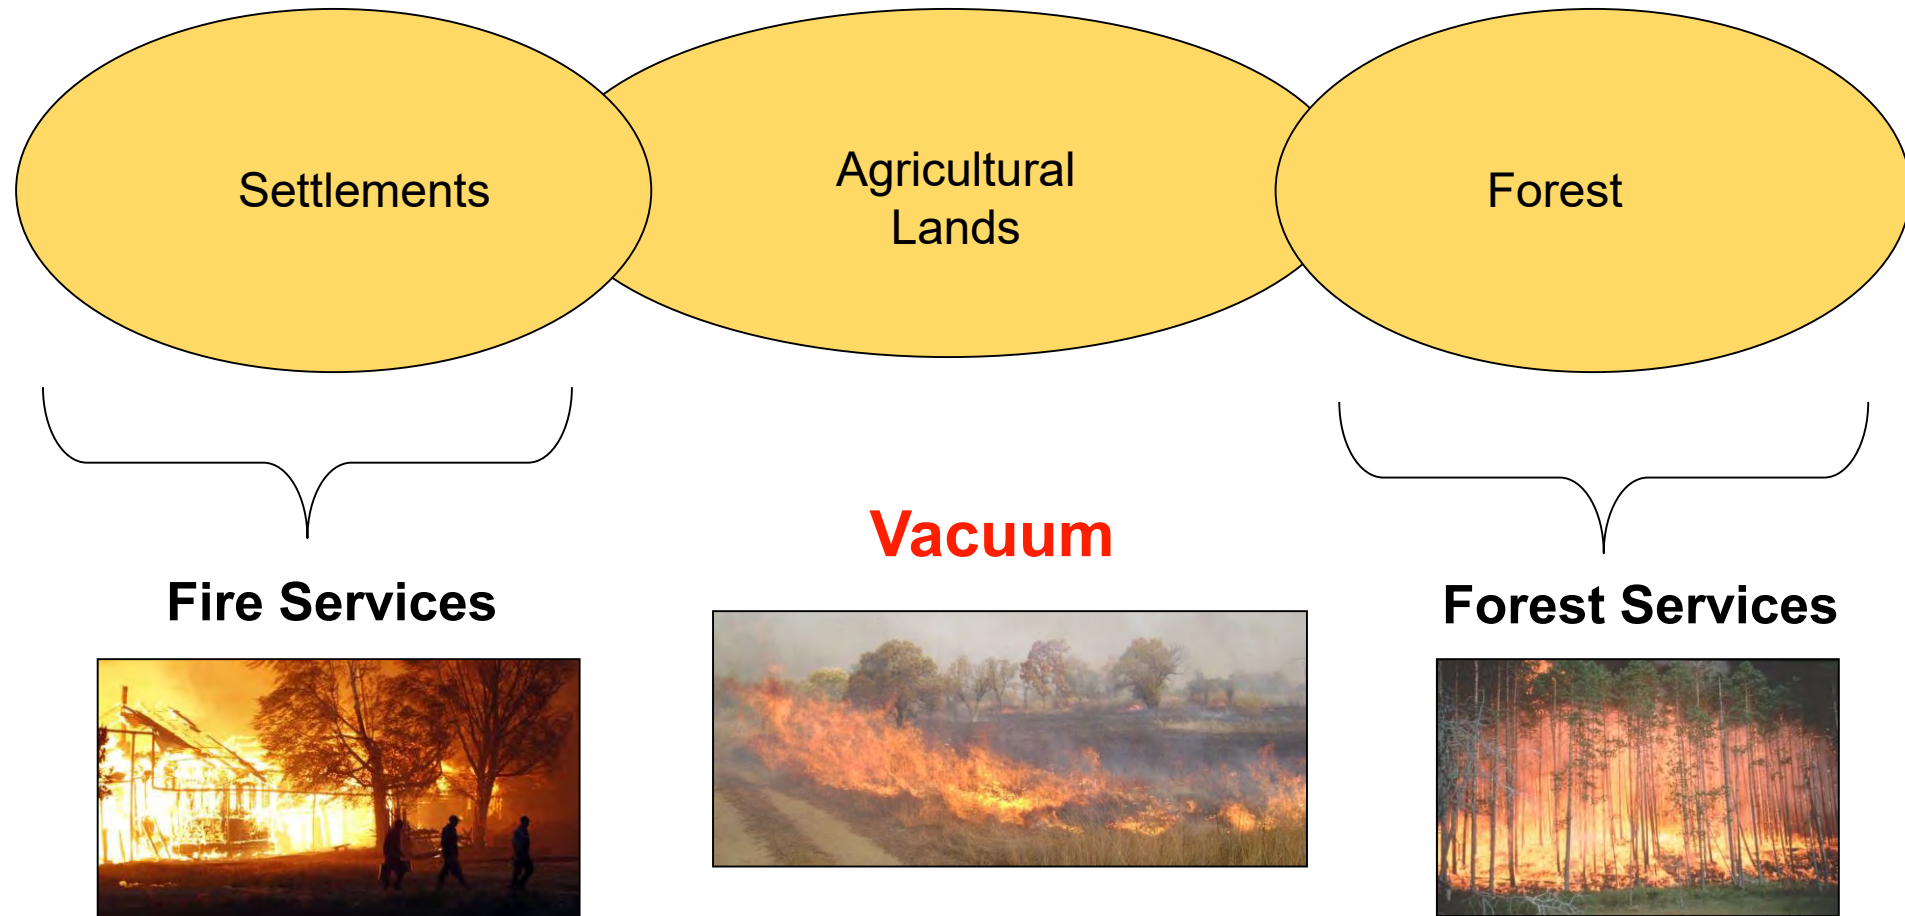 Settlements
Agricultural
Lands
Forest
Vacuum
Fire Services
Forest Services